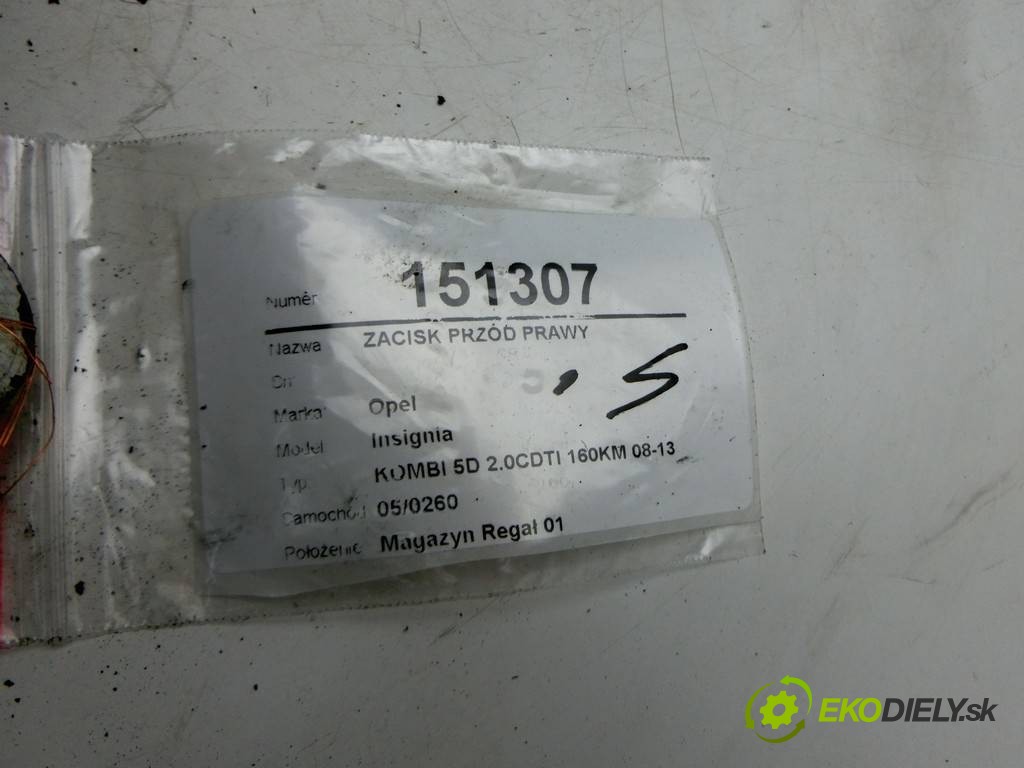 Numer 151307
Nazwa ZACISK PRZÓD PRAWY
Marka Opel
Model Insignia
Typ KOMBI 5D 2.0CDTI 160KM 08-13
Samochód 05/0260
Położenie Magazyn Regał 01
EKODIELY.sk